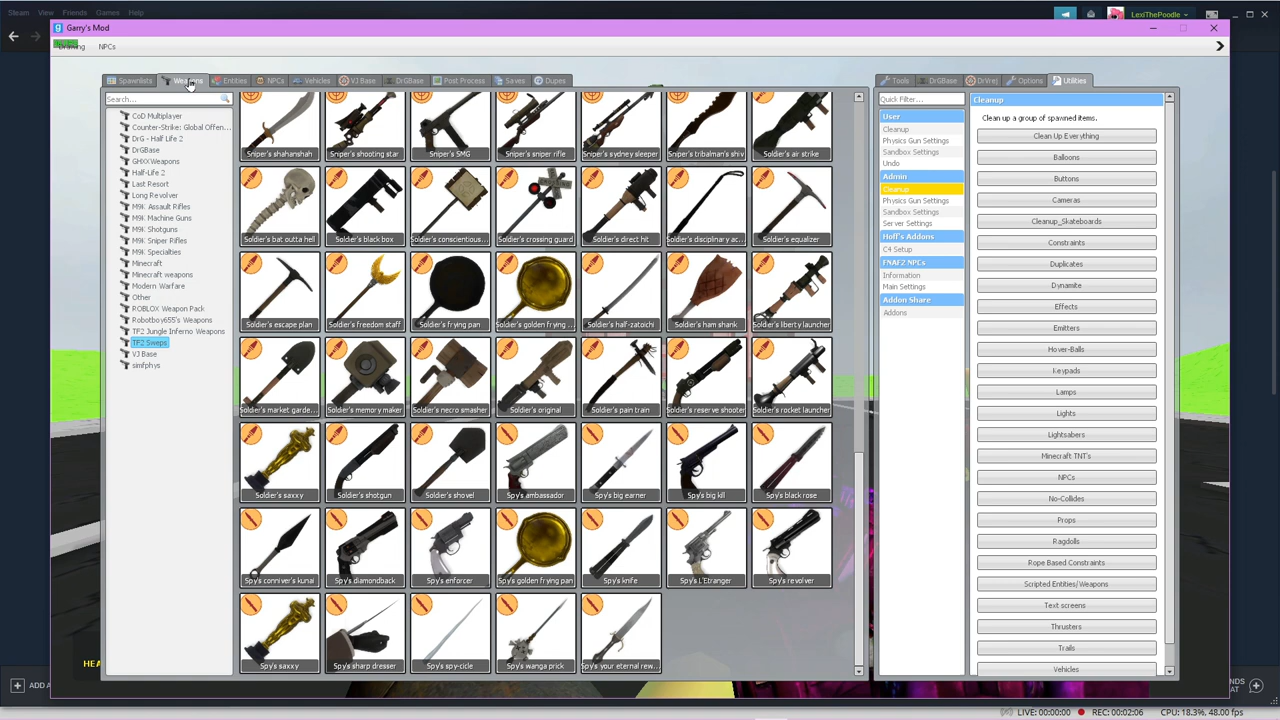 Steam View Friends Games Help
LexiThePoodle
Garry's Mod
Drawing NPCs
Spawnlists Weapons Entities NPCs Vehicles VJ Base DrGBase Post Process Saves Dupes
Tools DrGBase DrVrej Options Utilities
Search...
CoD Multiplayer
Counter-Strike: Global Offen...
DrG - Half Life 2
DrGBase
GHXXWeapons
Half-Life 2
Last Resort
Long Revolver
M9K Assault Rifles
M9K Machine Guns
M9K Shotguns
M9K Sniper Rifles
M9K Specialties
Minecraft
Minecraft weapons
Modern Warfare
Other
ROBLOX Weapon Pack
Robotboy655's Weapons
TF2 Jungle Inferno Weapons
TF2 Sweps
VJ Base
simfphys
Sniper's shahanshah Sniper's shooting star Sniper's SMG Sniper's sniper rifle Sniper's sydney sleeper Sniper's tribalman's shiv Soldier's air strike
Soldier's bat outta hell Soldier's black box Soldier's conscientious... Soldier's crossing guard Soldier's direct hit Soldier's disciplinary ac... Soldier's equalizer
Soldier's escape plan Soldier's freedom staff Soldier's frying pan Soldier's golden frying ... Soldier's half-zatoichi Soldier's ham shank Soldier's liberty launcher
Soldier's market garde... Soldier's memory maker Soldier's necro smasher Soldier's original Soldier's pain train Soldier's reserve shooter Soldier's rocket launcher
Soldier's saxxy Soldier's shotgun Soldier's shovel Spy's ambassador Spy's big earner Spy's big kill Spy's black rose
Spy's conniver's kunai Spy's diamondback Spy's enforcer Spy's golden frying pan Spy's knife Spy's L'Etranger Spy's revolver
Spy's saxxy Spy's sharp dresser Spy's spy-cicle Spy's wanga prick Spy's your eternal rew...
Quick Filter...
User
Cleanup
Physics Gun Settings
Sandbox Settings
Undo
Admin
Cleanup
Physics Gun Settings
Sandbox Settings
Server Settings
Hoff's Addons
C4 Setup
FNAF2 NPCs
Information
Main Settings
Addon Share
Addons
Cleanup
Clean up a group of spawned items.
Clean Up Everything
Balloons
Buttons
Cameras
Cleanup_Skateboards
Constraints
Duplicates
Dynamite
Effects
Emitters
Hover-Balls
Keypads
Lamps
Lights
Lightsabers
Minecraft TNT's
NPCs
No-Collides
Props
Ragdolls
Rope Based Constraints
Scripted Entities/Weapons
Text screens
Thrusters
Trails
Vehicles
HEA
ADD A
NDS
AT
LIVE: 00:00:00 REC: 00:02:06 CPU: 18.3%, 48.00 fps